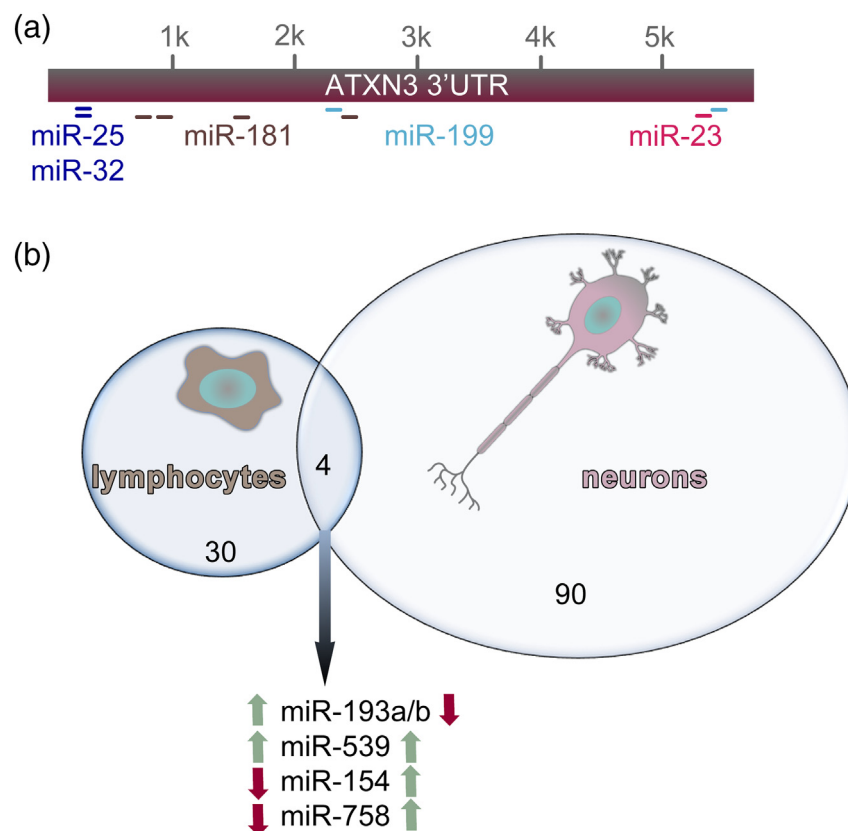 (a)
1k 2k 3k 4k 5k
ATXN3 3'UTR
miR-25 miR-181 miR-199 miR-23
miR-32
(b)
4
lymphocytes neurons
30
90
miR-193a/b
miR-539
miR-154
miR-758